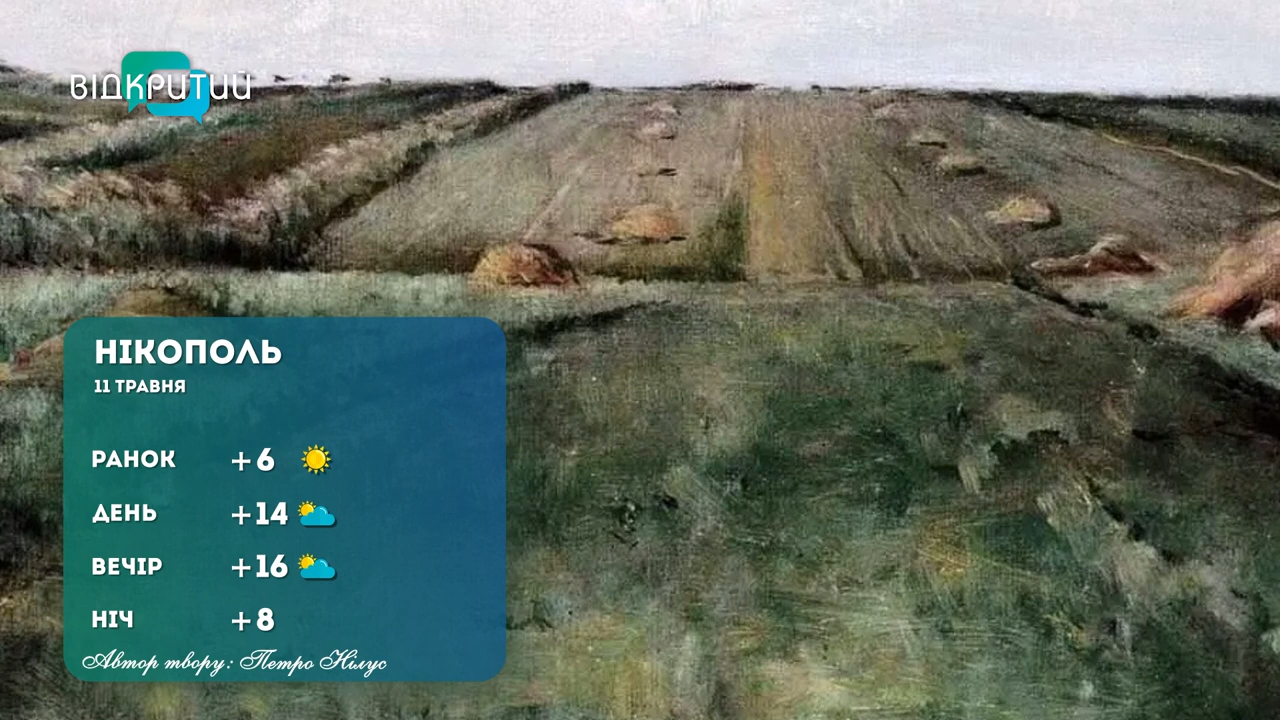 ВІДКРИТИЙ
НІКОПОЛЬ
11 ТРАВНЯ
РАНОК +6
ДЕНЬ +14
ВЕЧІР +16
НІЧ +8
Автор твору: Петро Нілус